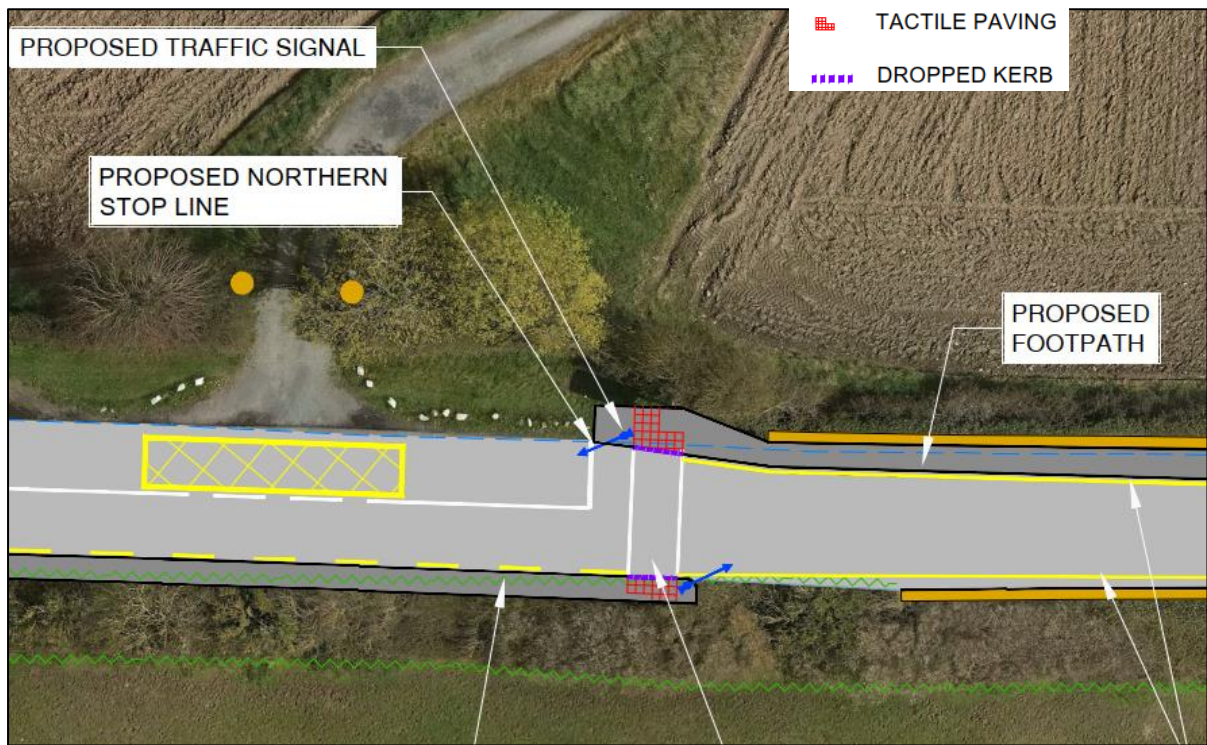 TACTILE PAVING
PROPOSED TRAFFIC SIGNAL
DROPPED KERB
PROPOSED NORTHERN
STOP LINE
PROPOSED
FOOTPATH